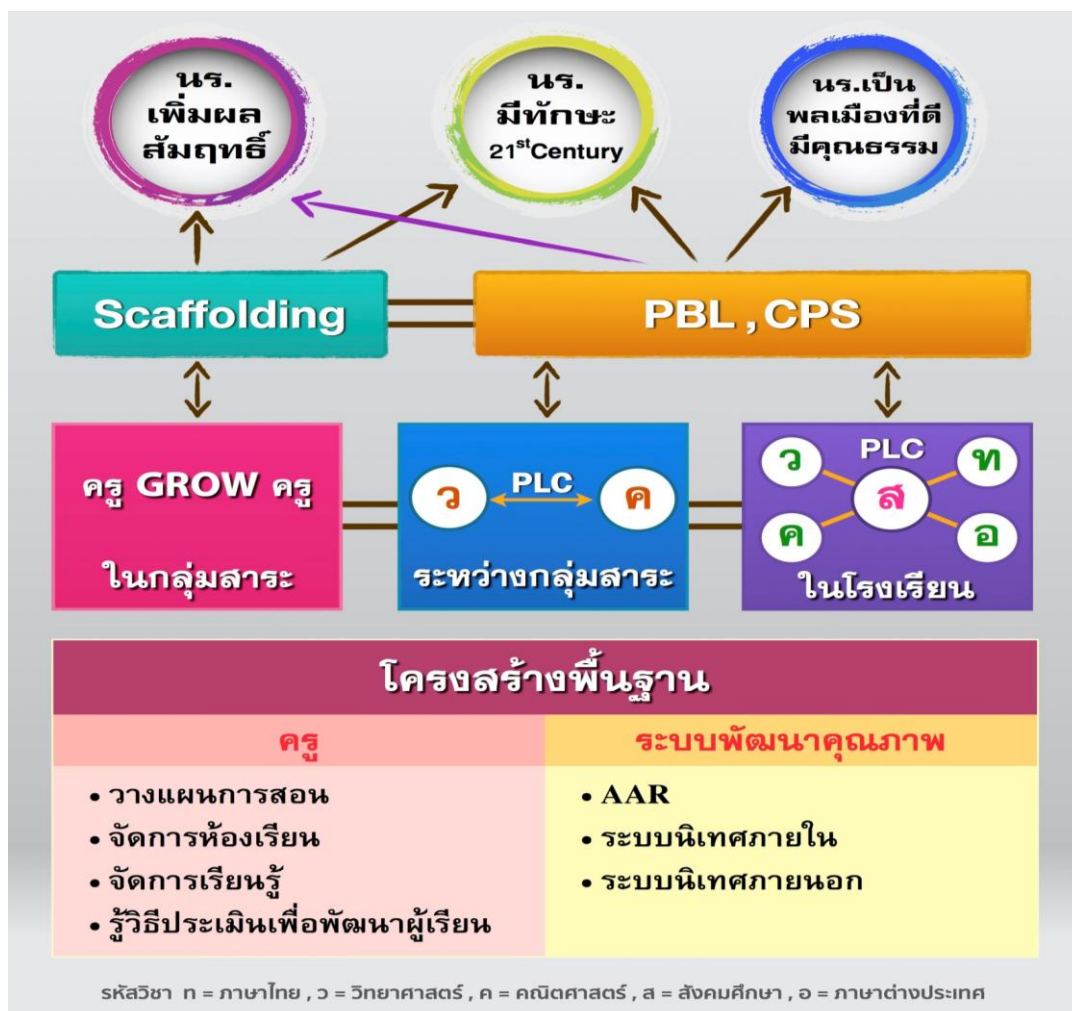 นร.
เพิ่มผล
สัมฤทธิ์
นร.
มีทักษะ
21stCentury
นร.เป็น
พลเมืองที่ดี
มีคุณธรรม
Scaffolding
PBL , CPS
ครู GROW ครู
ในกลุ่มสาระ
ว PLC ค
ระหว่างกลุ่มสาระ
ว PLC ท
ส
ค อ
ในโรงเรียน
โครงสร้างพื้นฐาน
ครู
• วางแผนการสอน
• จัดการห้องเรียน
• จัดการเรียนรู้
• รู้วิธีประเมินเพื่อพัฒนาผู้เรียน
ระบบพัฒนาคุณภาพ
• AAR
• ระบบนิเทศภายใน
• ระบบนิเทศภายนอก
รหัสวิชา ท = ภาษาไทย , ว = วิทยาศาสตร์ , ค = คณิตศาสตร์ , ส = สังคมศึกษา , อ = ภาษาต่างประเทศ